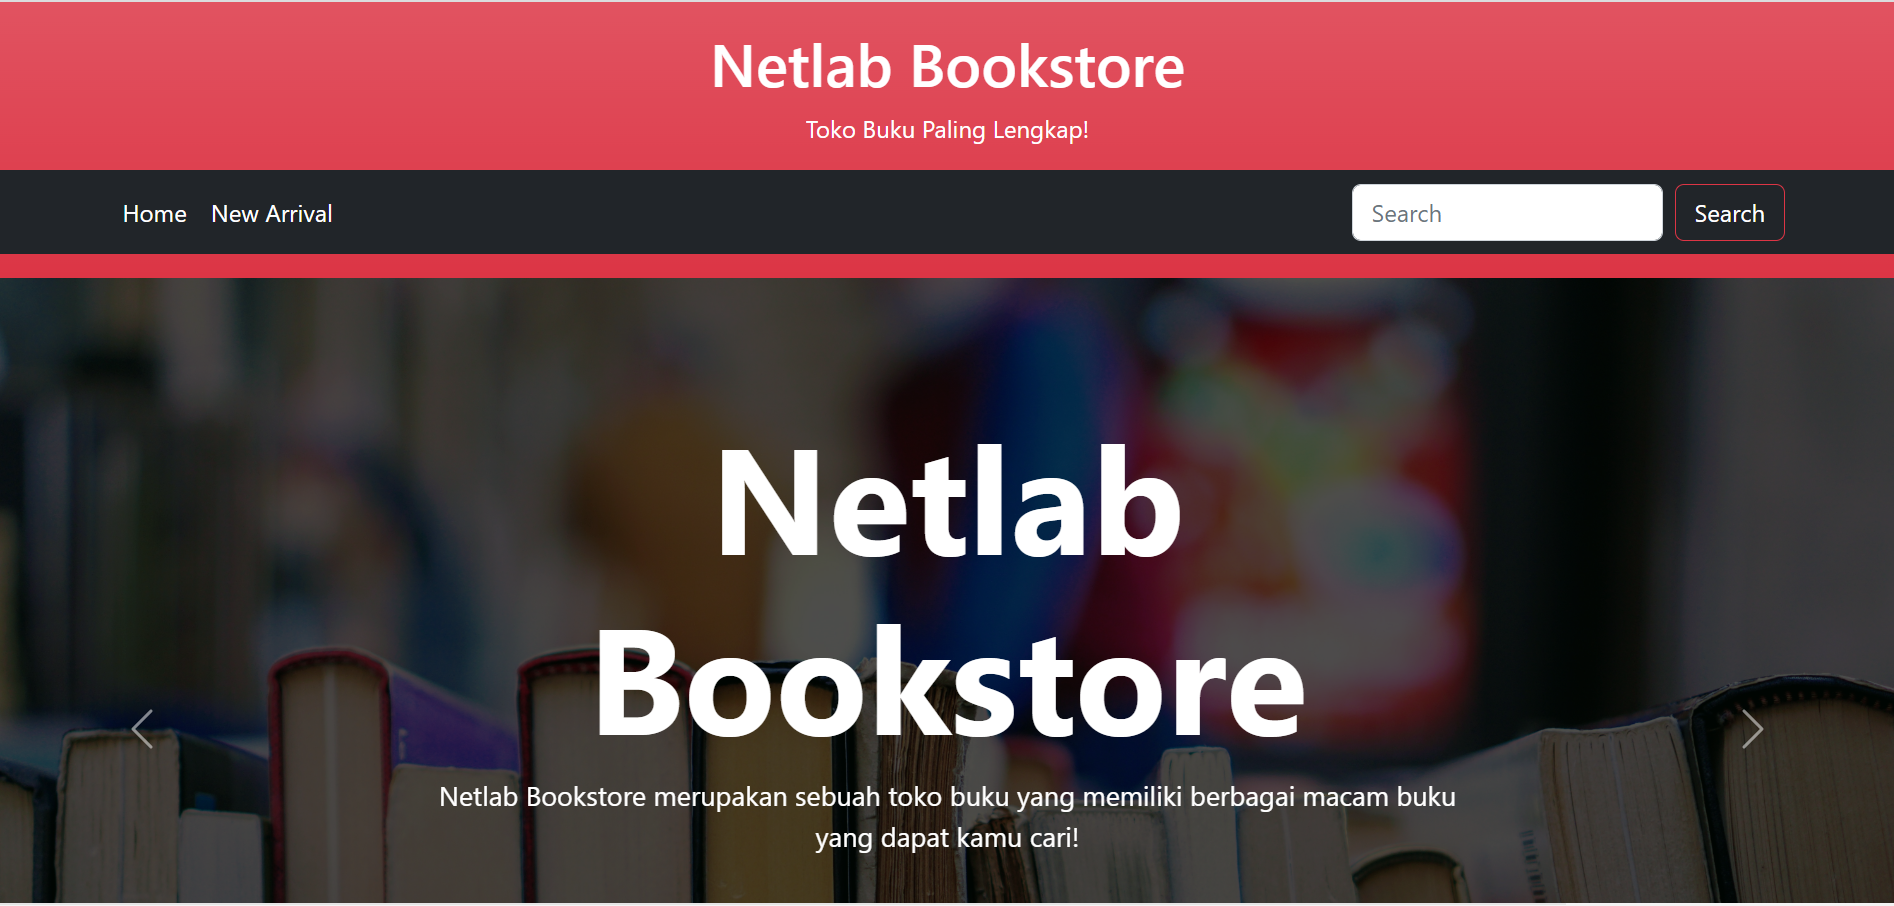 Netlab Bookstore
Toko Buku Paling Lengkap!
Home New Arrival Search Search
Netlab
Bookstore
Netlab Bookstore merupakan sebuah toko buku yang memiliki berbagai macam buku
yang dapat kamu cari!